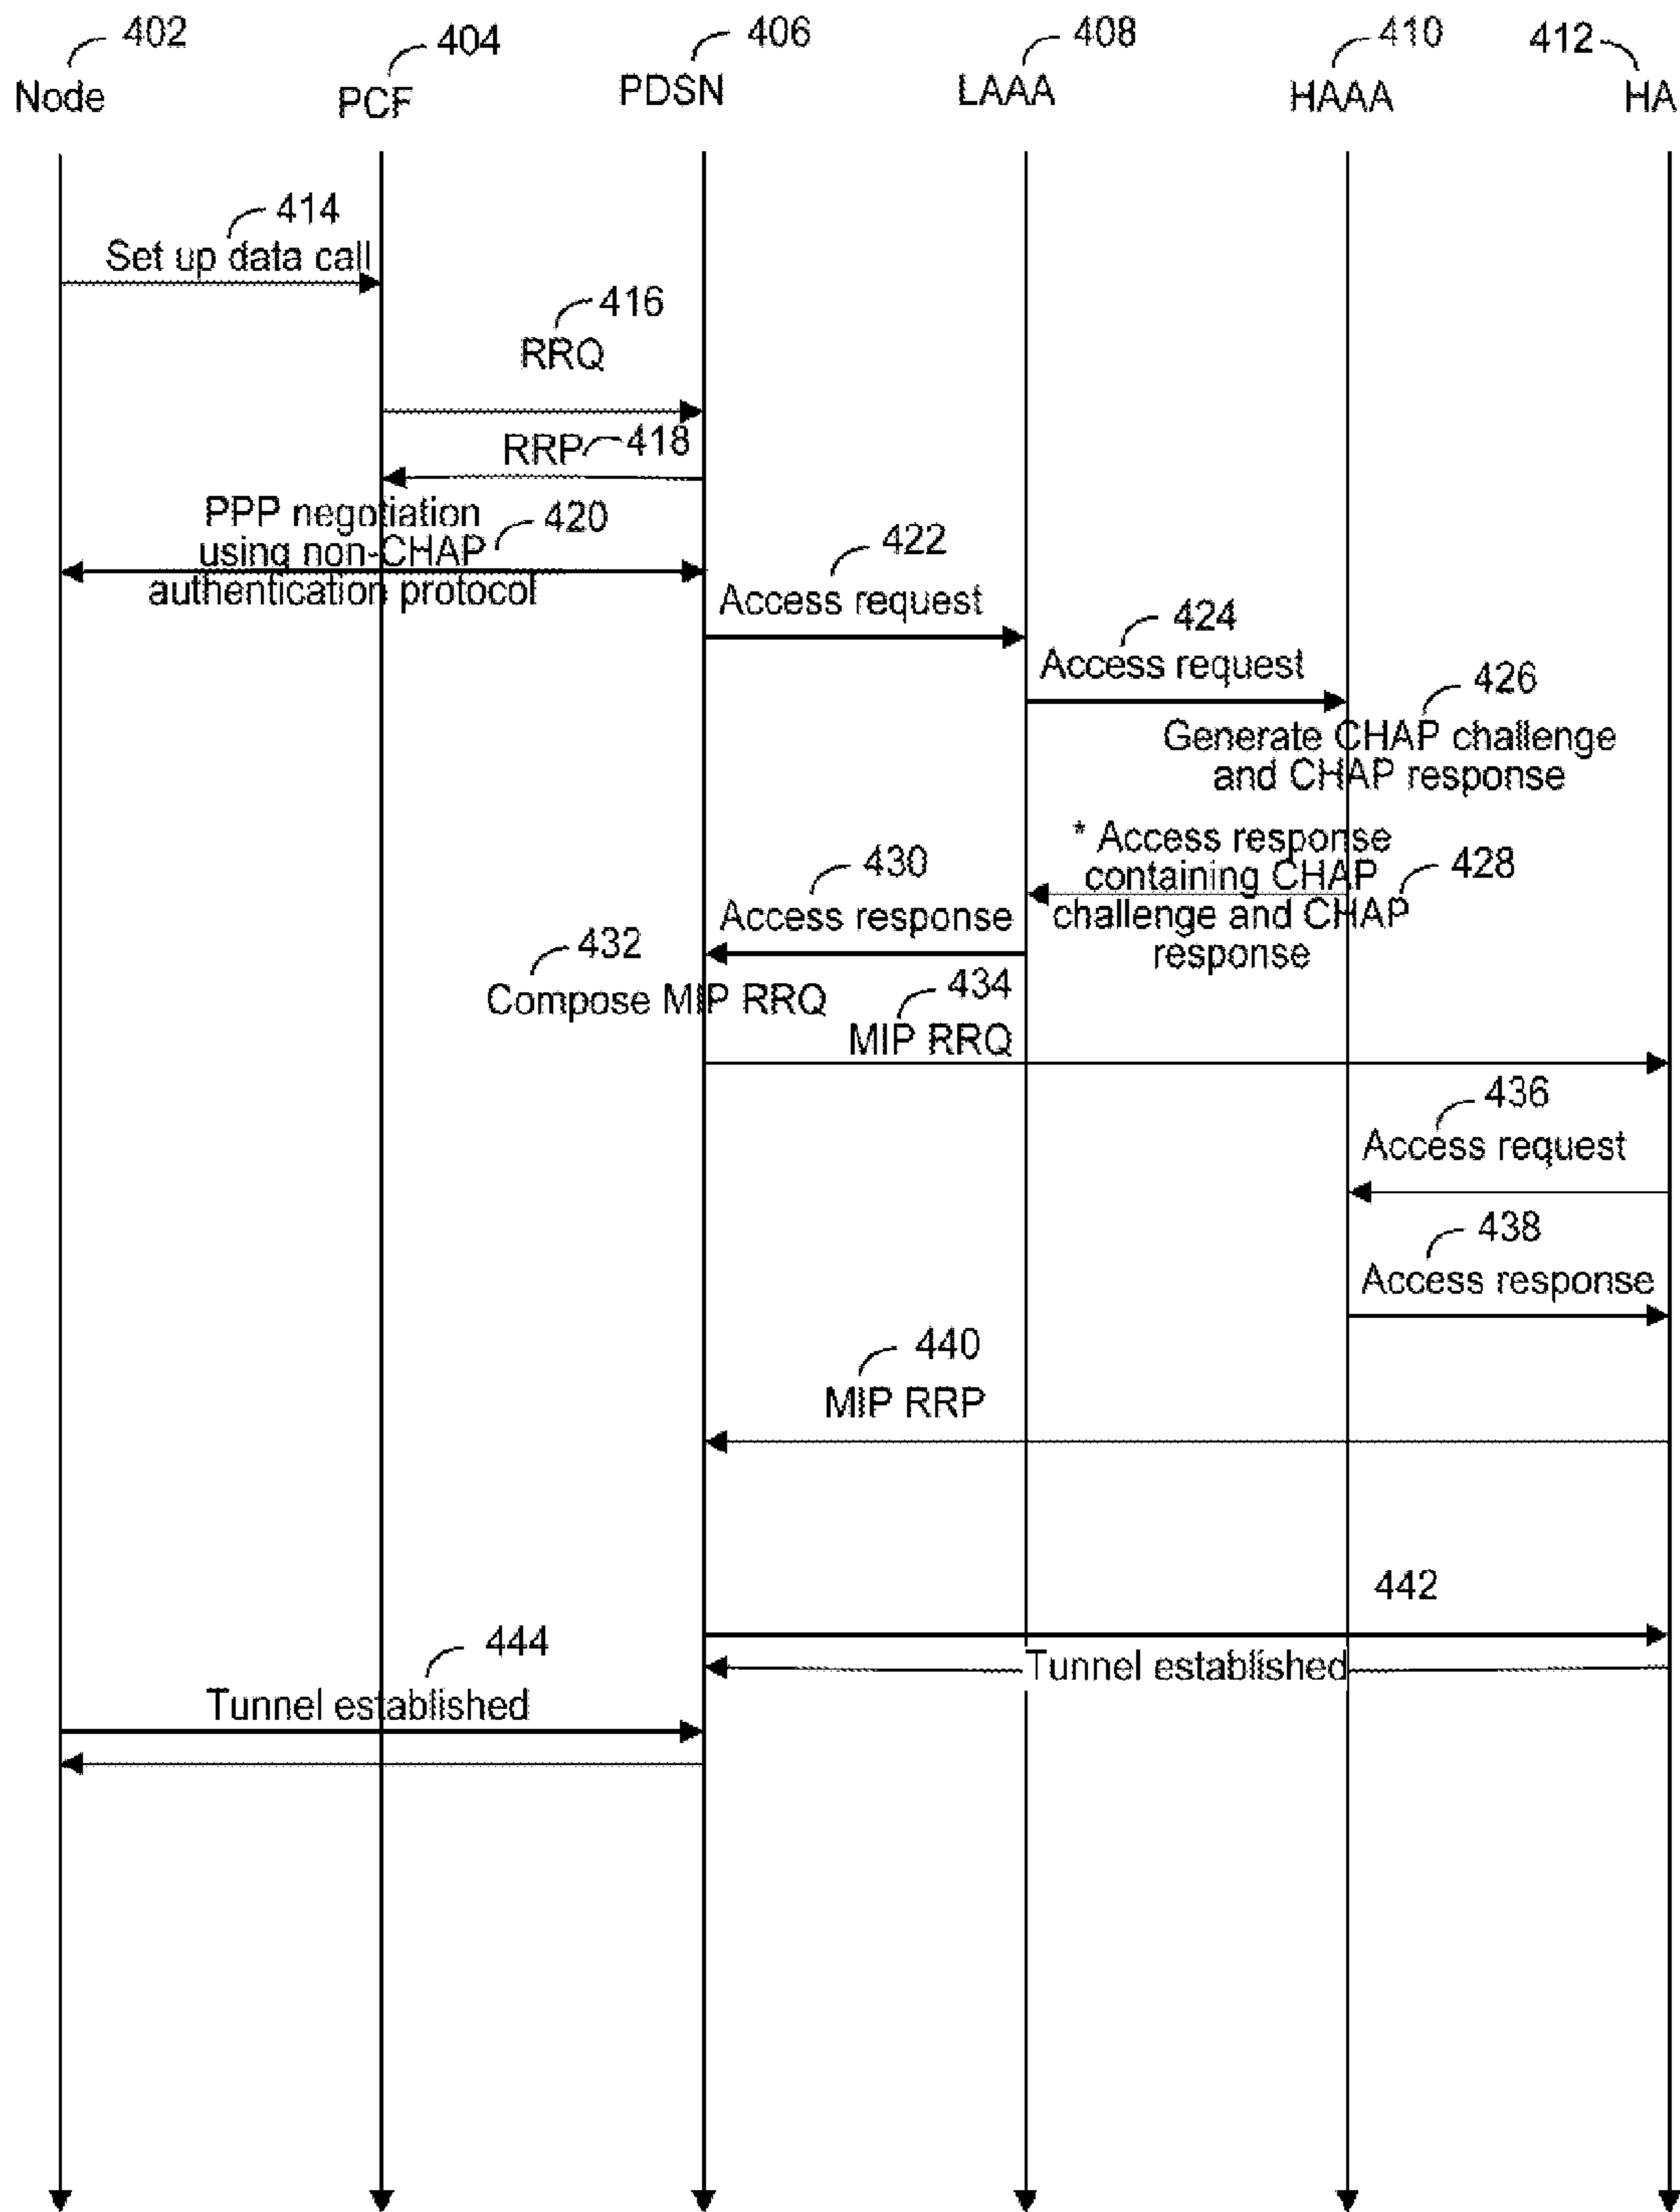 402
404
406
408
410
412
Node
PCF
PDSN
LAAA
HAAA
HA
414
Set up data call
416
RRQ
RRP 418
PPP negotiation
using non-CHAP 420
authentication protocol
422
Access request
424
Access request
426
Generate CHAP challenge
and CHAP response
* Access response
containing CHAP 428
challenge and CHAP
response
430
Access response
432
Compose MIP RRQ
434
MIP RRQ
436
Access request
438
Access response
440
MIP RRP
442
Tunnel established
444
Tunnel established